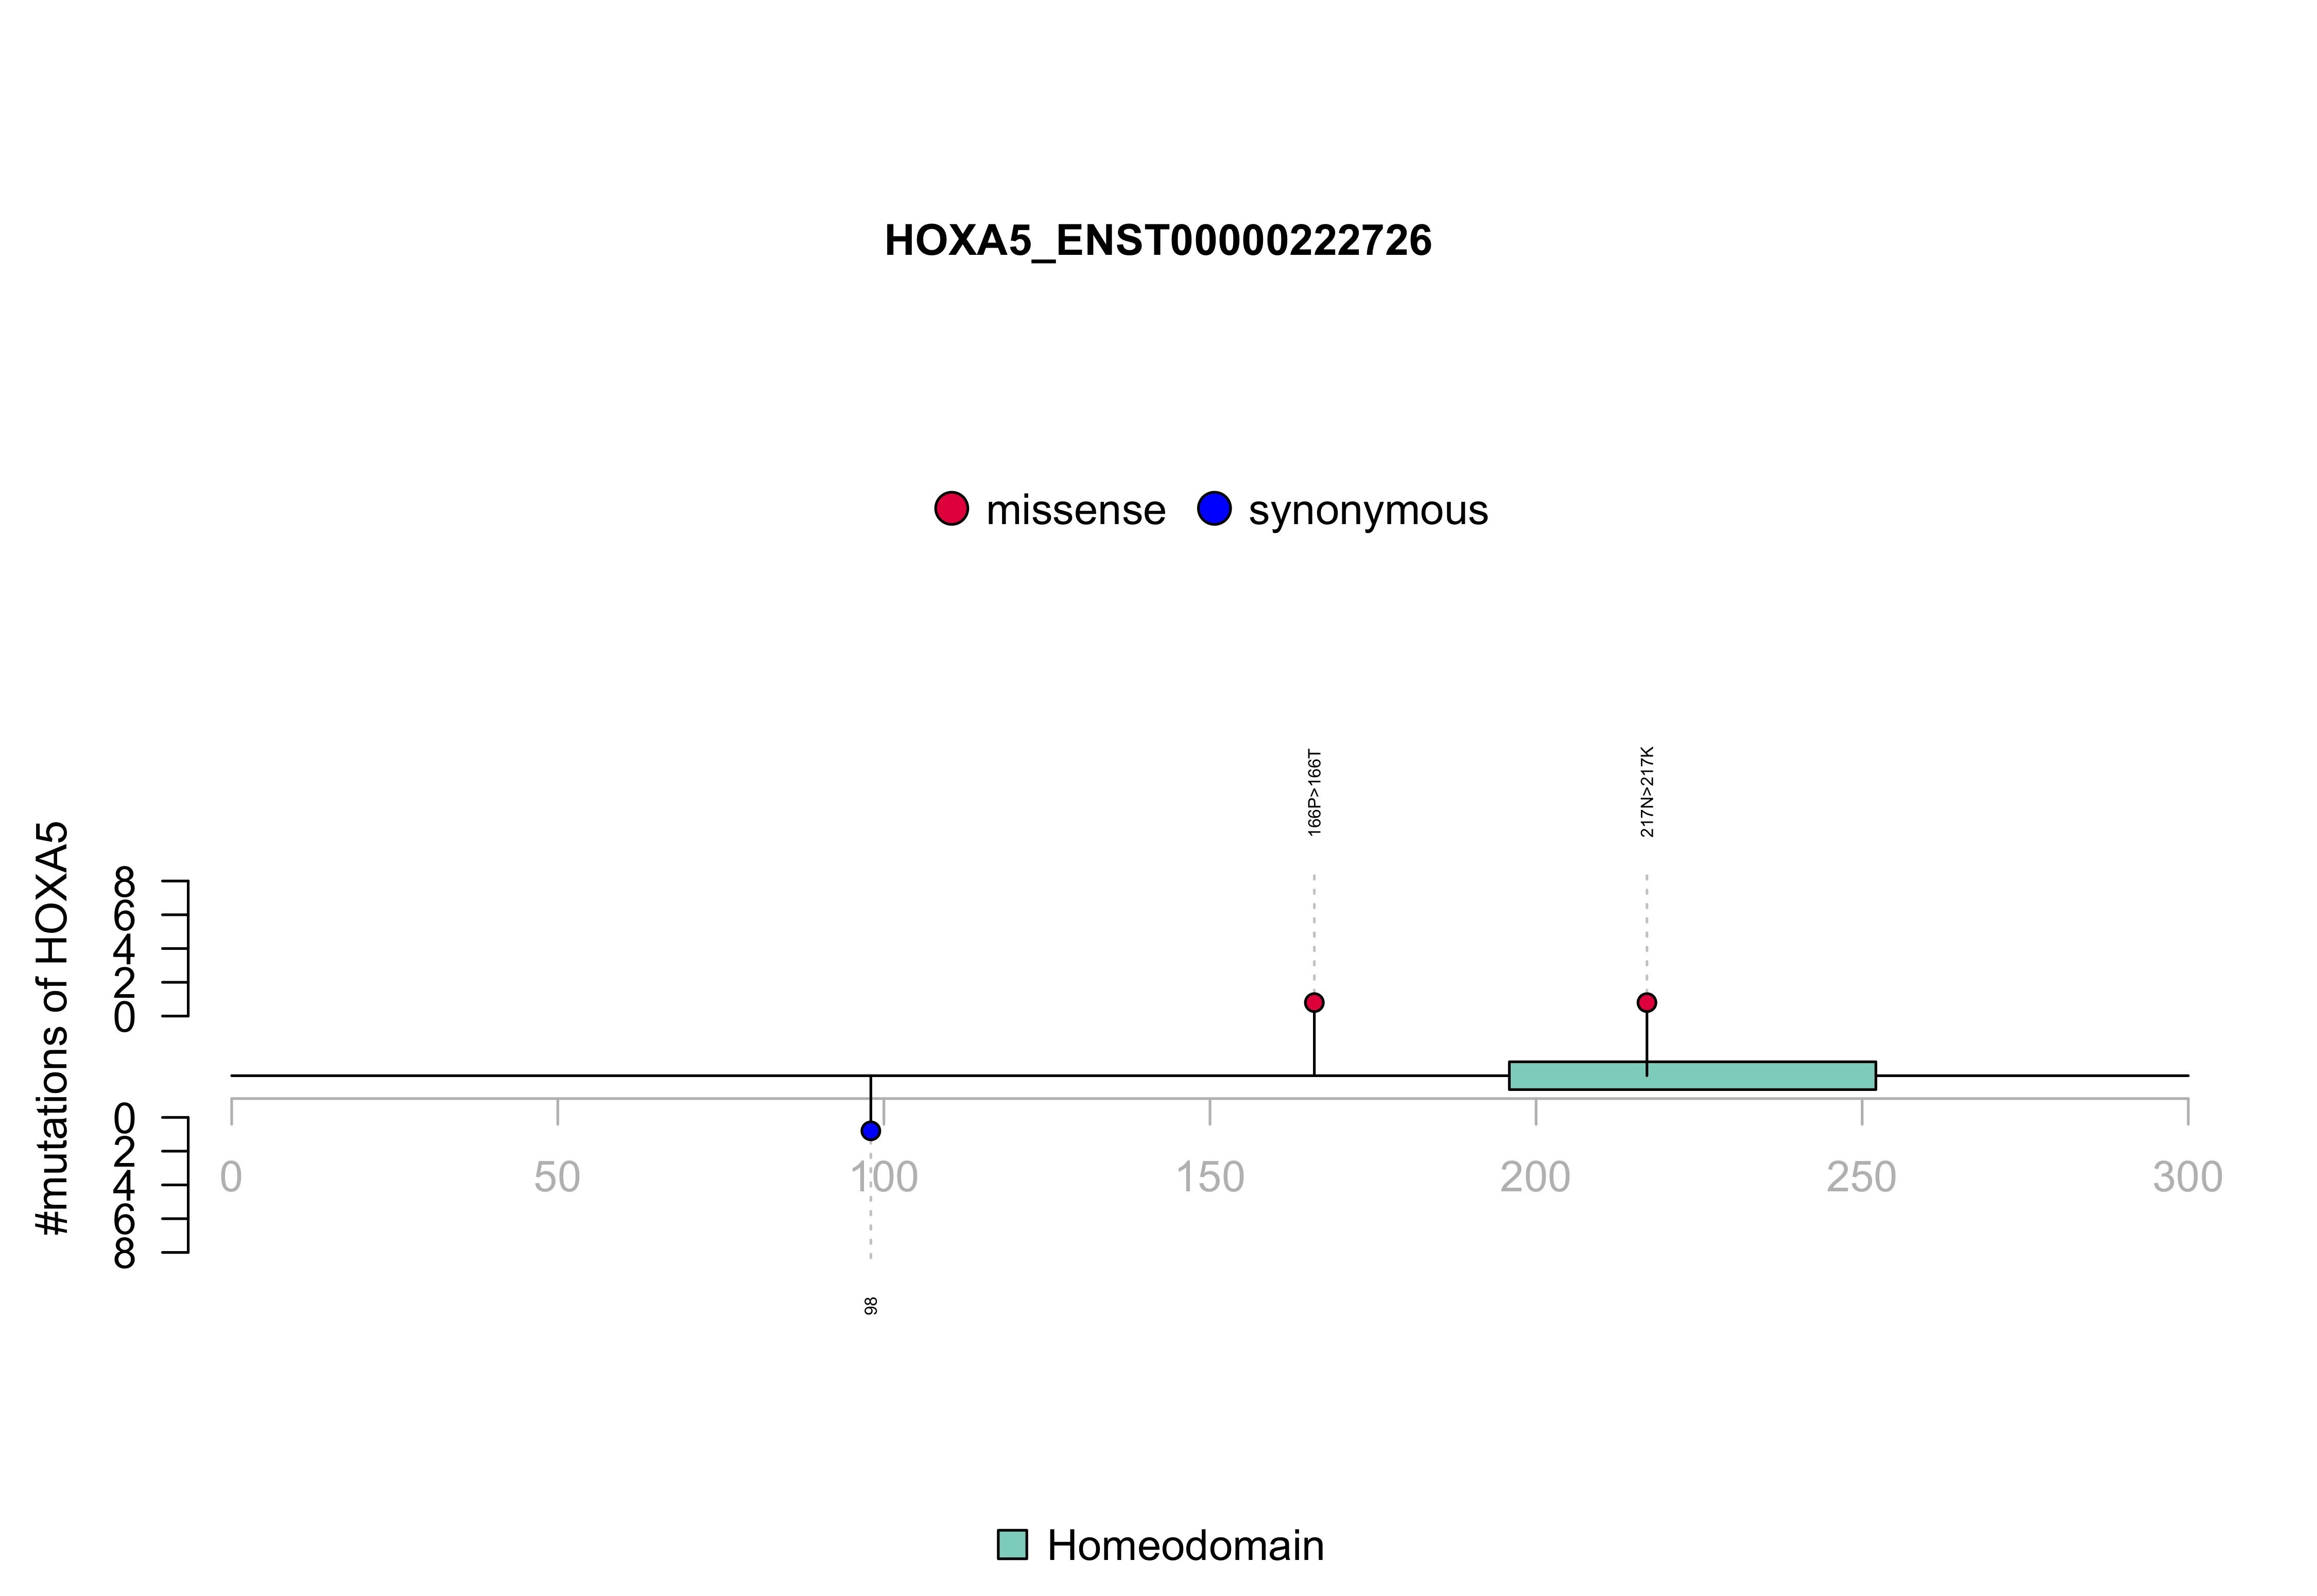 HOXA5_ENST00000222726
missense synonymous
166P>166T
217N>217K
#mutations of HOXA5
8
6
4
2
0
0
2
4
6
8
0 50 100 150 200 250 300
98
Homeodomain